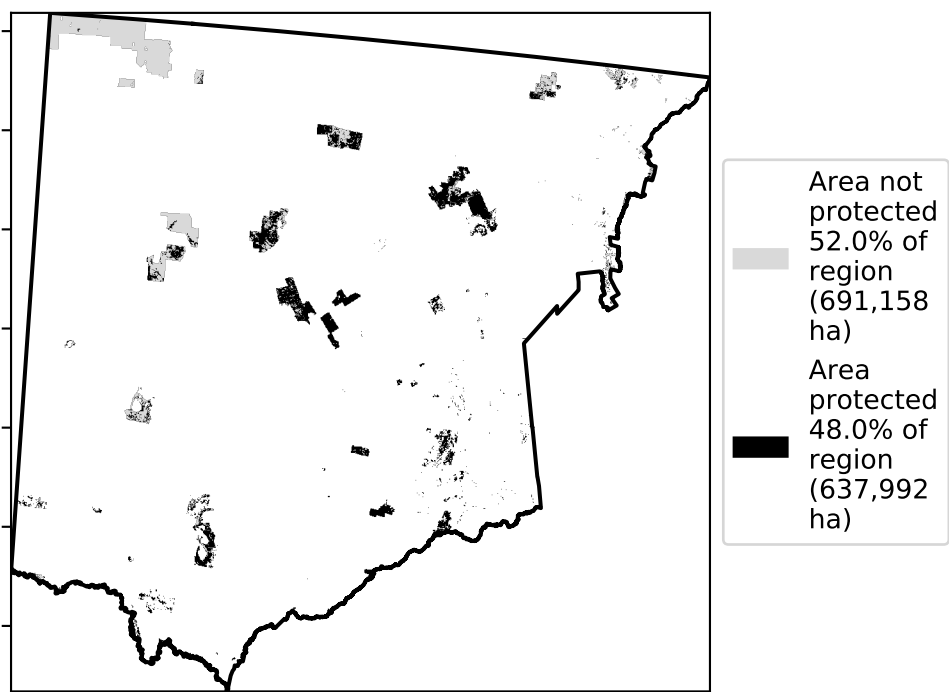 Area not
protected
52.0% of
region
(691,158
ha)
Area
protected
48.0% of
region
(637,992
ha)